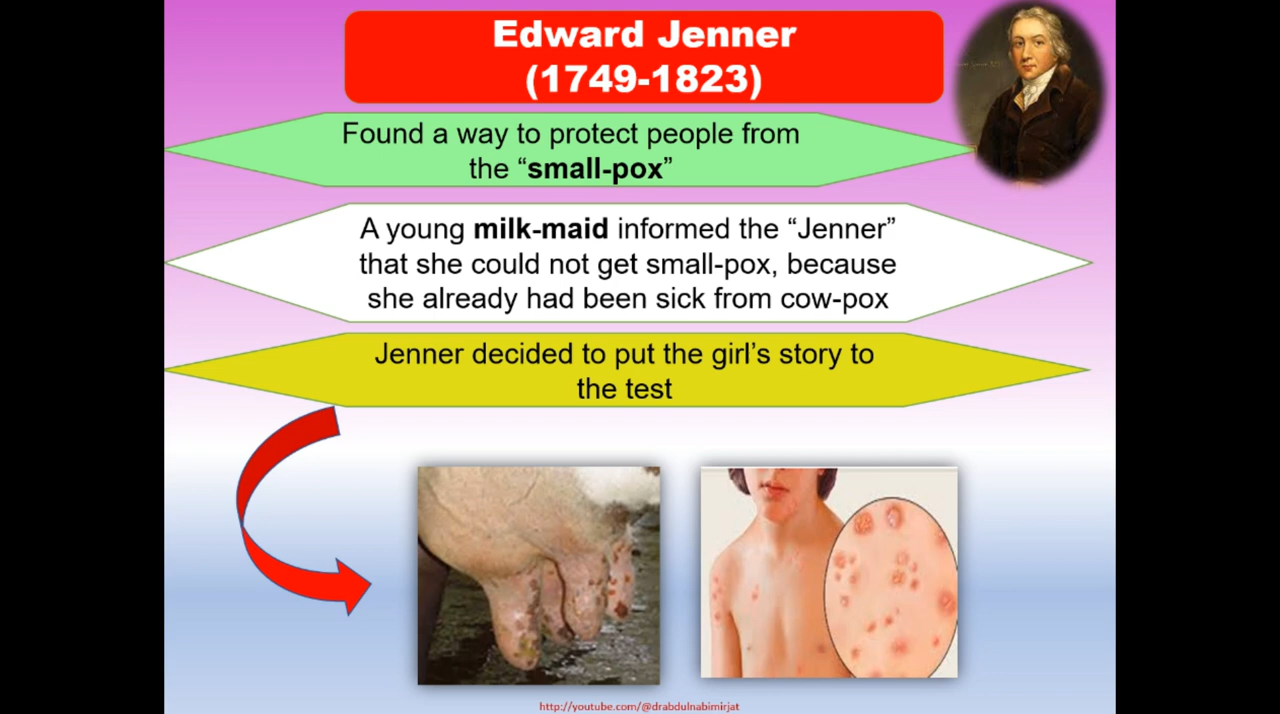 Edward Jenner
(1749-1823)
Found a way to protect people from
the “small-pox”
A young milk-maid informed the “Jenner”
that she could not get small-pox, because
she already had been sick from cow-pox
Jenner decided to put the girl’s story to
the test
http://youtube.com/@drabdulnabimirjat